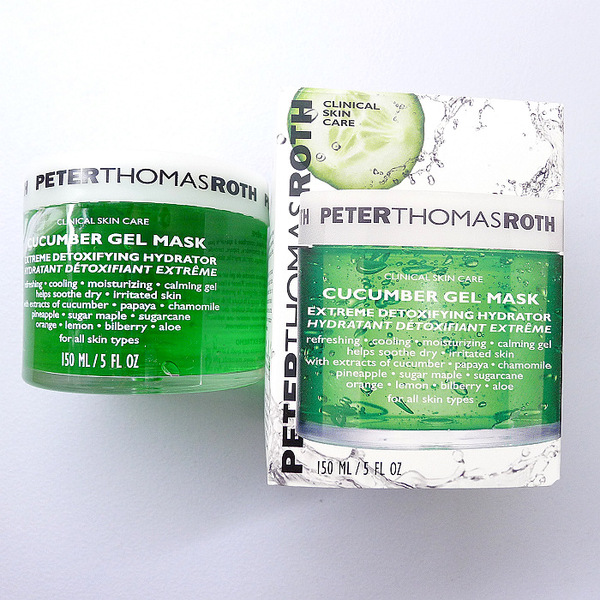 PETERTHOMASROTH
CLINICAL SKIN CARE
CUCUMBER GEL MASK
EXTREME DETOXIFYING HYDRATOR
HYDRATANT DÉTOXIFIANT EXTRÊME
refreshing • cooling • moisturizing • calming gel
helps soothe dry • irritated skin
with extracts of cucumber • papaya • chamomile
pineapple • sugar maple • sugarcane
orange • lemon • bilberry • aloe
for all skin types
150 ML / 5 FL OZ
PETERTHOMASROTH
CLINICAL
SKIN
CARE
TH PETERTHOMASROTH
CLINICAL SKIN CARE
CUCUMBER GEL MASK
EXTREME DETOXIFYING HYDRATOR
HYDRATANT DÉTOXIFIANT EXTRÊME
refreshing • cooling • moisturizing • calming gel
helps soothe dry • irritated skin
with extracts of cucumber • papaya • chamomile
pineapple • sugar maple • sugarcane
orange • lemon • bilberry • aloe
for all skin types
150 ML / 5 FL OZ